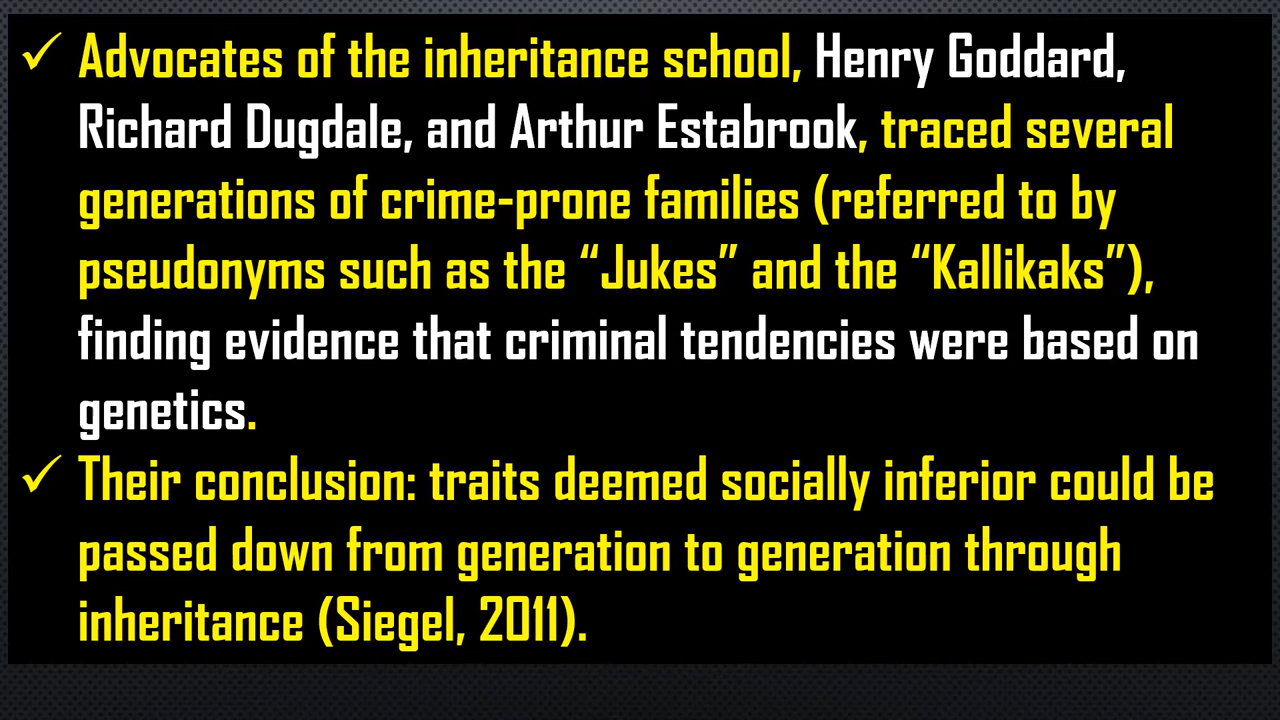 ✓ Advocates of the inheritance school, Henry Goddard,
Richard Dugdale, and Arthur Estabrook, traced several
generations of crime-prone families (referred to by
pseudonyms such as the “Jukes” and the “Kallikaks”),
finding evidence that criminal tendencies were based on
genetics.
✓ Their conclusion: traits deemed socially inferior could be
passed down from generation to generation through
inheritance (Siegel, 2011).